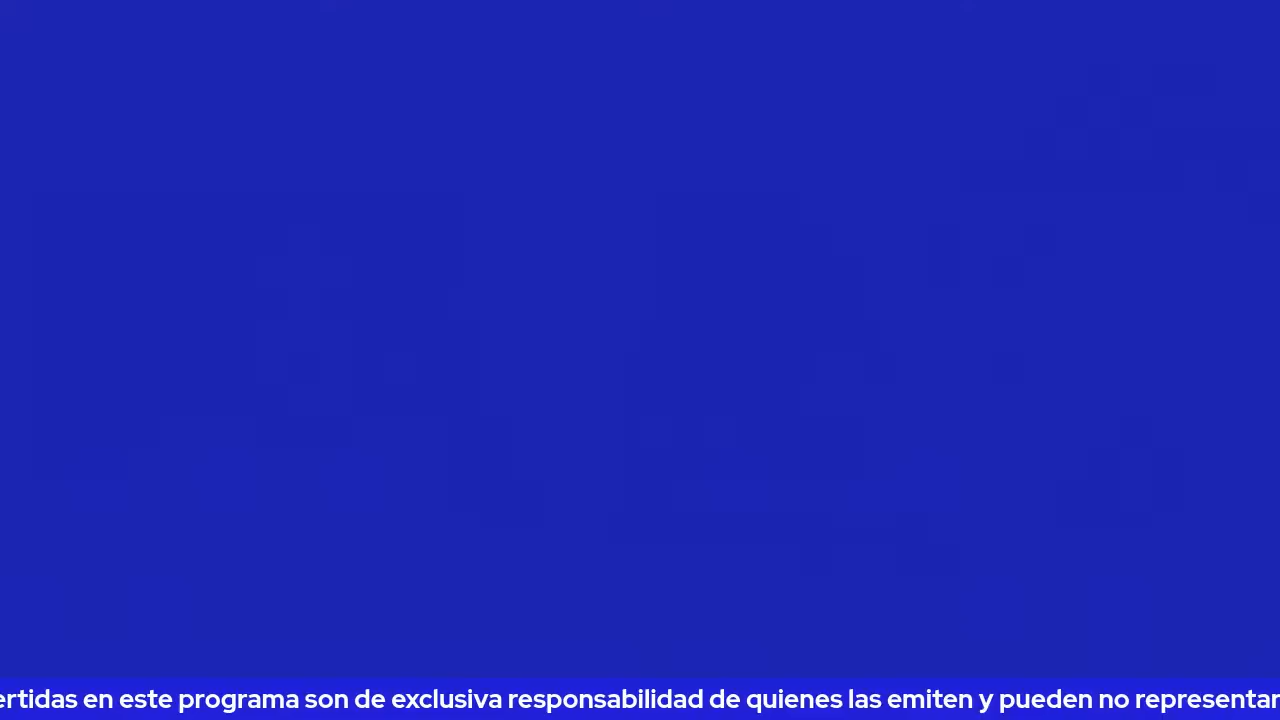 ertidas en este programa son de exclusiva responsabilidad de quienes las emiten y pueden no representar